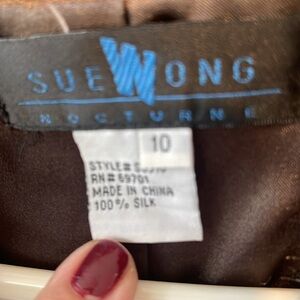 SUE WONG
NOCTURNE
10
STYLE#
RN# 69701
MADE IN CHINA
100% SILK